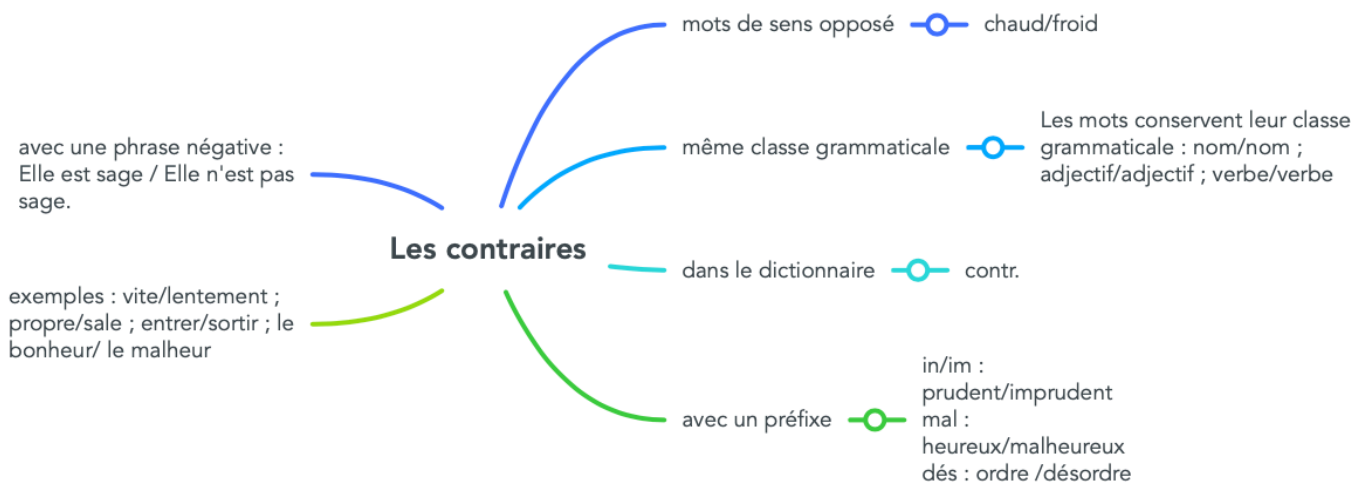 Les contraires
mots de sens opposé
chaud/froid
même classe grammaticale
Les mots conservent leur classe
grammaticale : nom/nom ;
adjectif/adjectif ; verbe/verbe
dans le dictionnaire
contr.
avec un préfixe
in/im :
prudent/imprudent
mal :
heureux/malheureux
dés : ordre /désordre
avec une phrase négative :
Elle est sage / Elle n'est pas
sage.
exemples : vite/lentement ;
propre/sale ; entrer/sortir ; le
bonheur/ le malheur